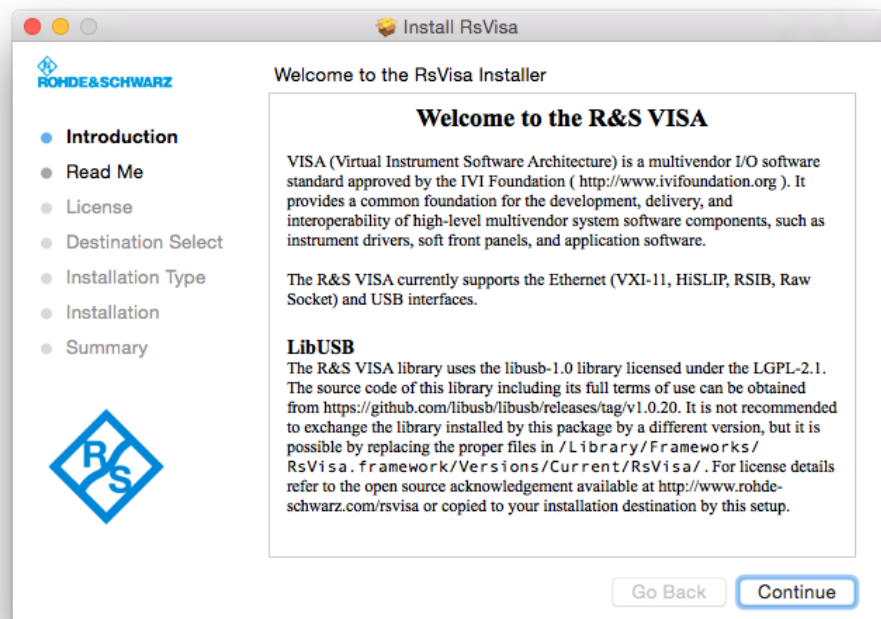 Install RsVisa
ROHDE&SCHWARZ
Welcome to the RsVisa Installer
Introduction
Read Me
License
Destination Select
Installation Type
Installation
Summary
R
S
Welcome to the R&S VISA
VISA (Virtual Instrument Software Architecture) is a multivendor I/O software
standard approved by the IVI Foundation ( http://www.ivifoundation.org ). It
provides a common foundation for the development, delivery, and
interoperability of high-level multivendor system software components, such as
instrument drivers, soft front panels, and application software.
The R&S VISA currently supports the Ethernet (VXI-11, HiSLIP, RSIB, Raw
Socket) and USB interfaces.
LibUSB
The R&S VISA library uses the libusb-1.0 library licensed under the LGPL-2.1.
The source code of this library including its full terms of use can be obtained
from https://github.com/libusb/libusb/releases/tag/v1.0.20. It is not recommended
to exchange the library installed by this package by a different version, but it is
possible by replacing the proper files in /Library/Frameworks/
RsVisa.framework/Versions/Current/RsVisa/. For license details
refer to the open source acknowledgement available at http://www.rohde-
schwarz.com/rsvisa or copied to your installation destination by this setup.
Go Back
Continue